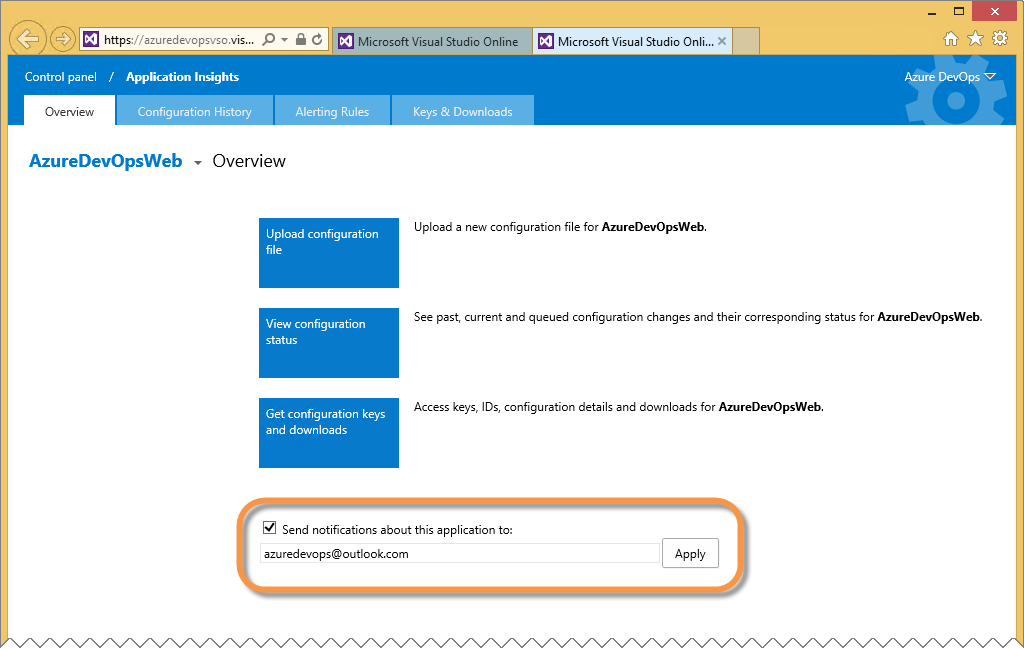 https://azuredevopsvso.vis...
Microsoft Visual Studio Online
Microsoft Visual Studio Onli...
Control panel / Application Insights
Azure DevOps
Overview
Configuration History
Alerting Rules
Keys & Downloads
AzureDevOpsWeb Overview
Upload configuration
file
Upload a new configuration file for AzureDevOpsWeb.
View configuration
status
See past, current and queued configuration changes and their corresponding status for AzureDevOpsWeb.
Get configuration keys
and downloads
Access keys, IDs, configuration details and downloads for AzureDevOpsWeb.
Send notifications about this application to:
azuredevops@outlook.com
Apply